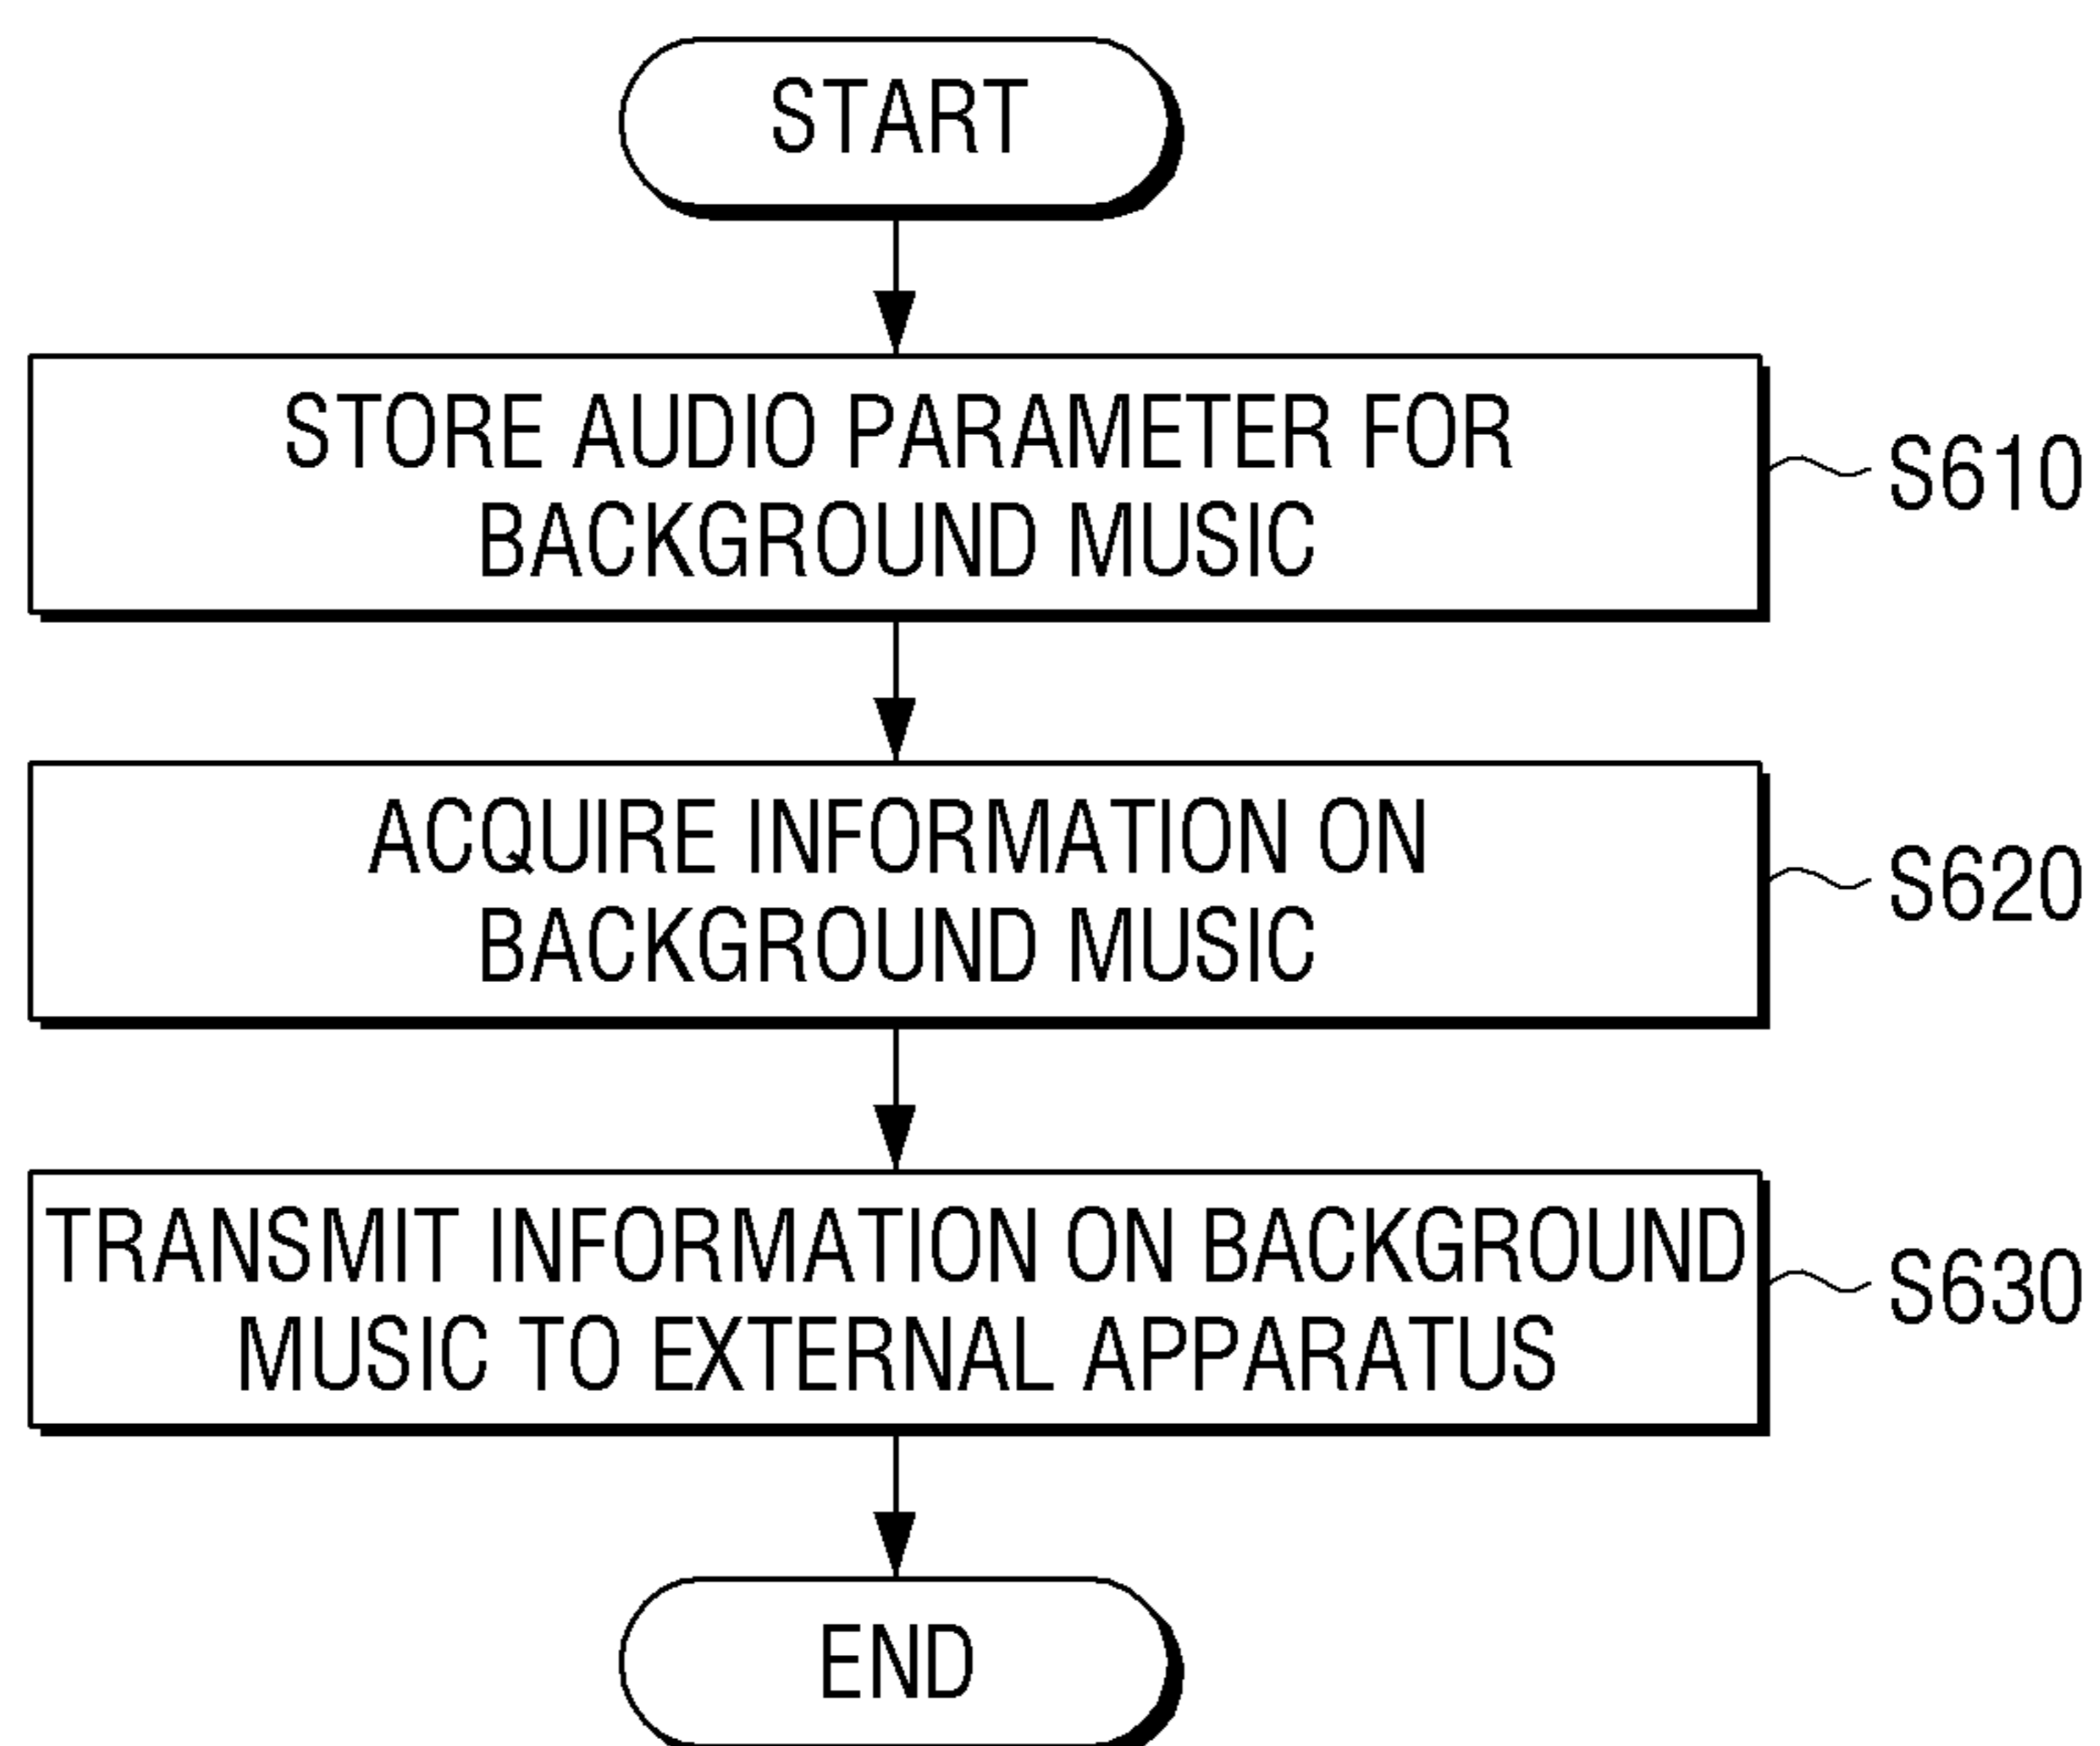 START
STORE AUDIO PARAMETER FOR
BACKGROUND MUSIC
S610
ACQUIRE INFORMATION ON
BACKGROUND MUSIC
S620
TRANSMIT INFORMATION ON BACKGROUND
MUSIC TO EXTERNAL APPARATUS
S630
END